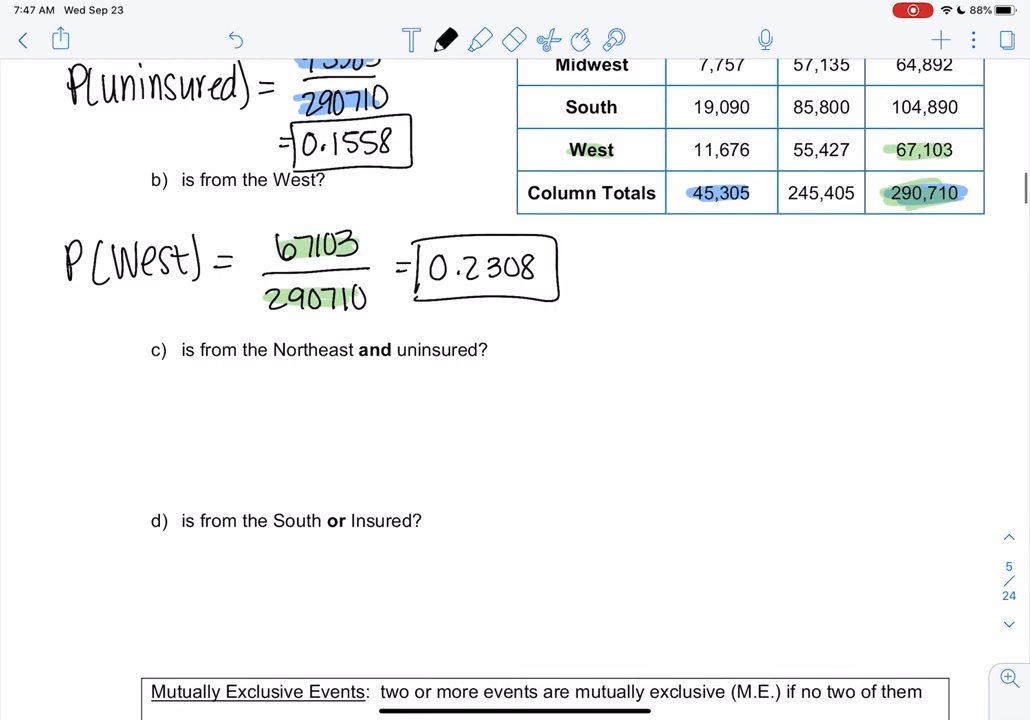 7:47 AM Wed Sep 23
88%
P(uninsured) =
290710
= 0.1558
Midwest 7,757 57,135 64,892
South 19,090 85,800 104,890
West 11,676 55,427 67,103
Column Totals 45,305 245,405 290,710
b) is from the West?
P(West) = 67103 / 290710 = 0.2308
c) is from the Northeast and uninsured?
d) is from the South or Insured?
5
/
24
Mutually Exclusive Events: two or more events are mutually exclusive (M.E.) if no two of them